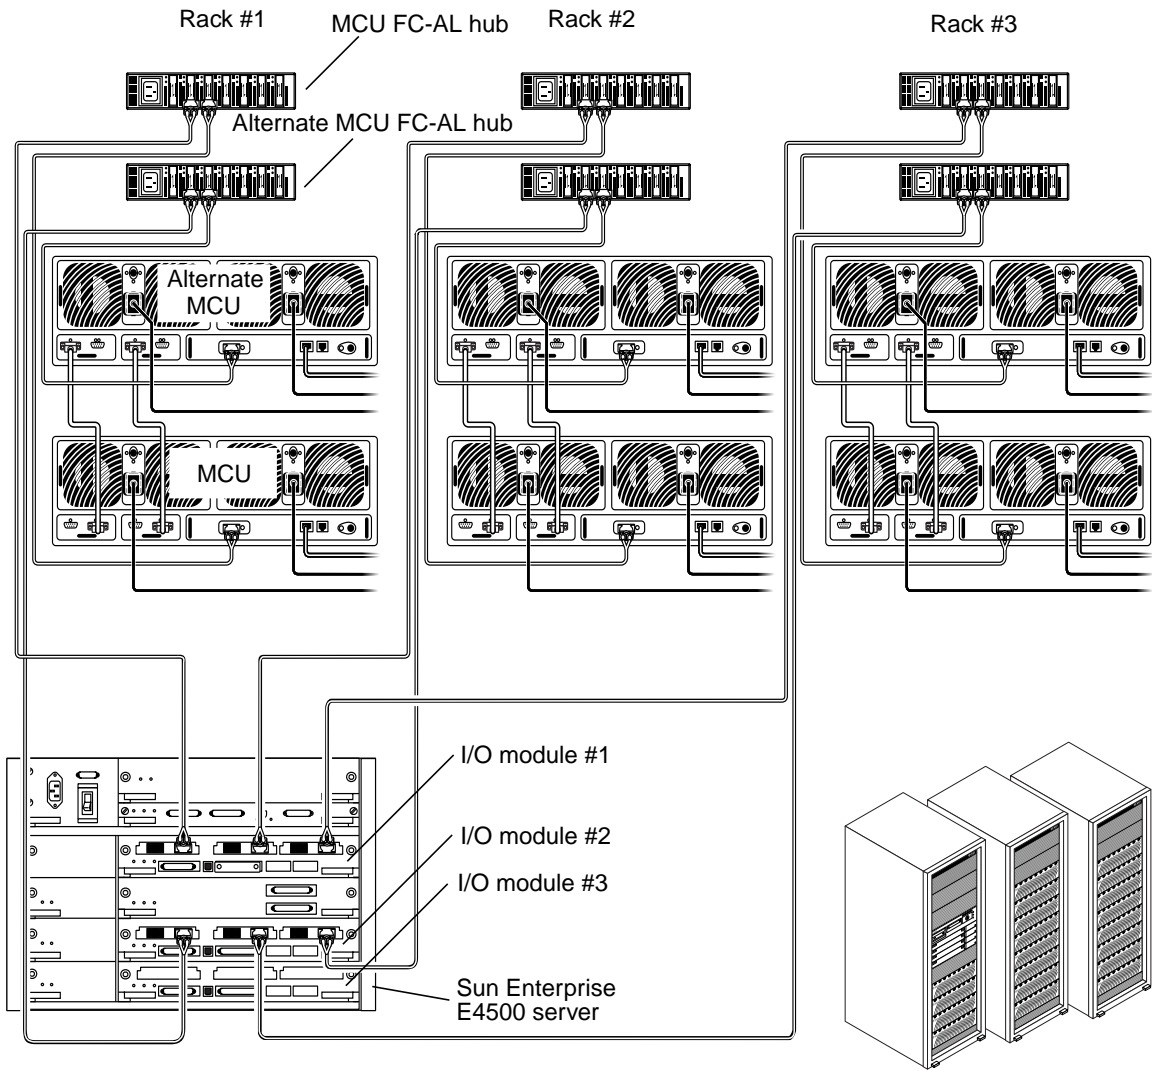 Rack #1
MCU FC-AL hub
Rack #2
Rack #3
Alternate MCU FC-AL hub
Alternate
MCU
MCU
I/O module #1
I/O module #2
I/O module #3
Sun Enterprise
E4500 server